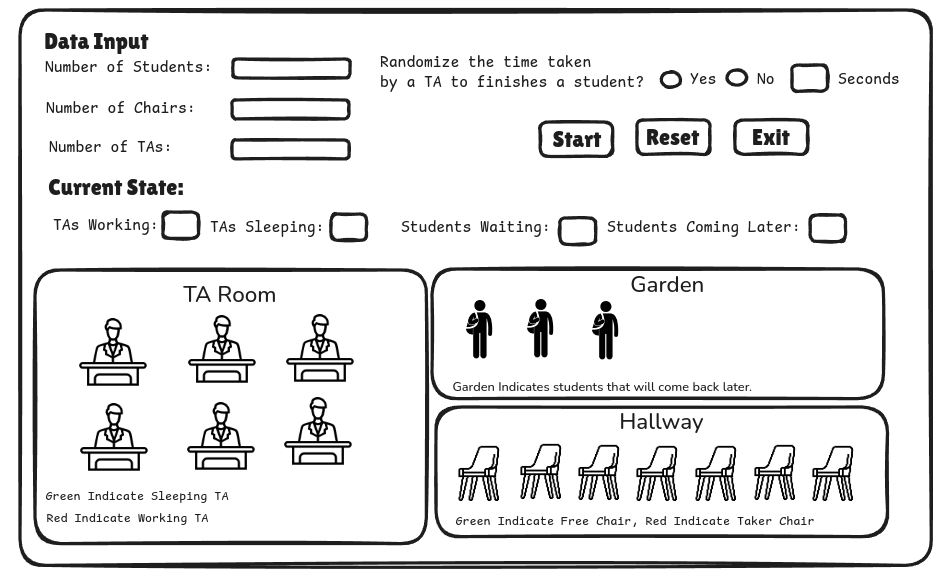 Data Input
Number of Students:
Randomize the time taken
by a TA to finishes a student?
Yes
No
Seconds
Number of Chairs:
Number of TAs:
Start
Reset
Exit
Current State:
TAs Working:
TAs Sleeping:
Students Waiting:
Students Coming Later:
TA Room
Green Indicate Sleeping TA
Red Indicate Working TA
Garden
Garden Indicates students that will come back later.
Hallway
Green Indicate Free Chair, Red Indicate Taker Chair